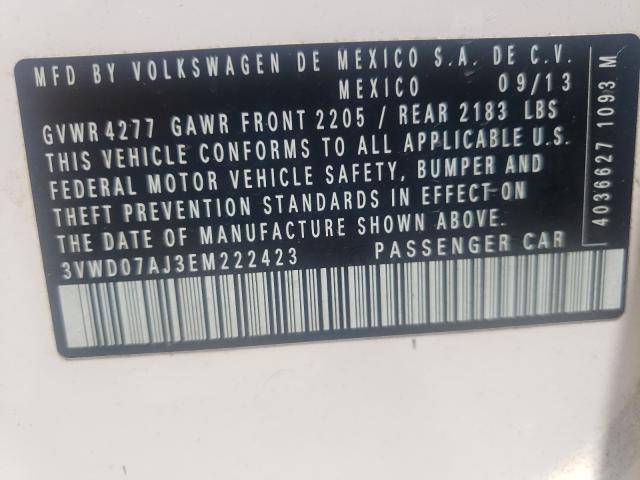 MFD BY VOLKSWAGEN DE MEXICO S.A. DE C.V.
MEXICO 09/13
GVWR4277 GAWR FRONT 2205 / REAR 2183 LBS
THIS VEHICLE CONFORMS TO ALL APPLICABLE U.S.
FEDERAL MOTOR VEHICLE SAFETY, BUMPER AND
THEFT PREVENTION STANDARDS IN EFFECT ON
THE DATE OF MANUFACTURE SHOWN ABOVE.
3VWD07AJ3EM222423 PASSENGER CAR
4036627 1093 M